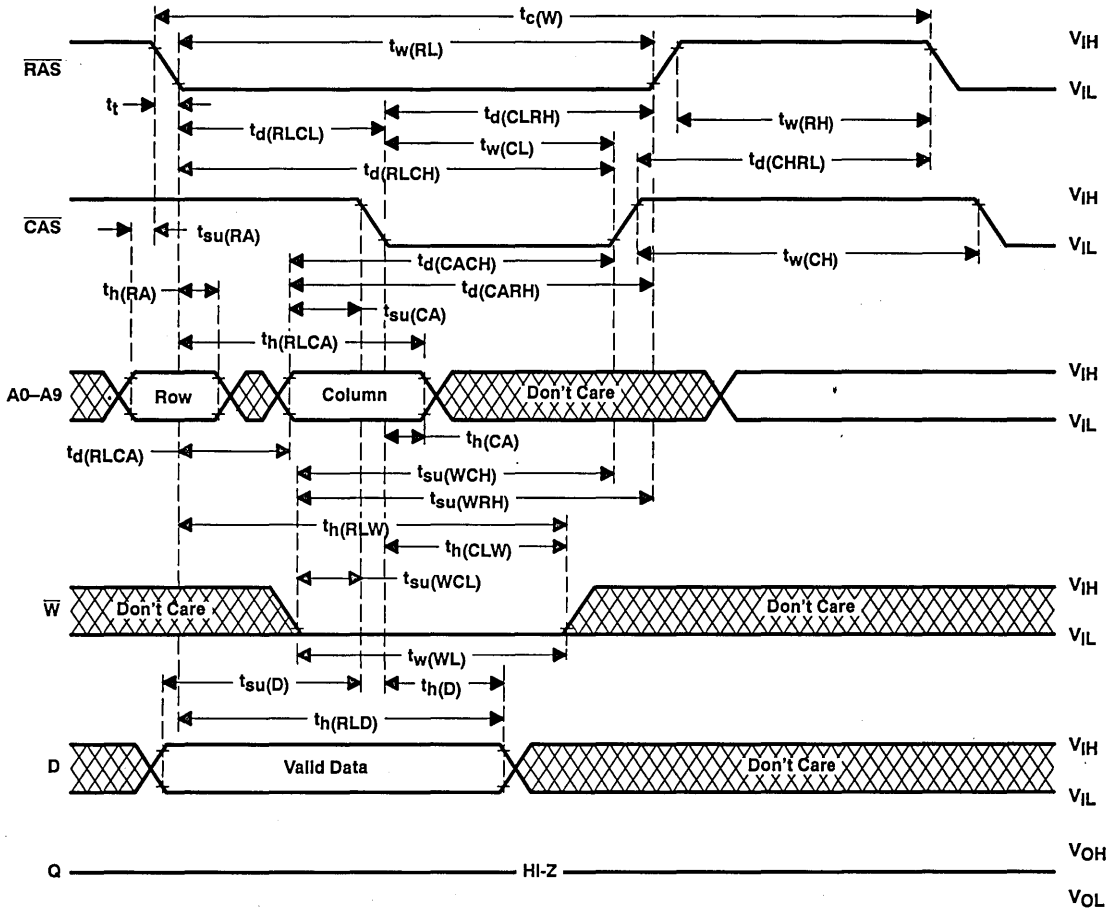 tc(W)
VIH
tw(RL)
RAS
VIL
tt
td(CLRH)
td(RLCL)
tw(RH)
tw(CL)
td(CHRL)
td(RLCH)
VIH
CAS
tsu(RA)
VIL
tw(CH)
td(CACH)
th(RA)
td(CARH)
tsu(CA)
th(RLCA)
A0–A9 Row Column Don't Care VIH
VIL
th(CA)
td(RLCA)
tsu(WCH)
tsu(WRH)
th(RLW)
th(CLW)
tsu(WCL)
VIH
W Don't Care Don't Care
VIL
tw(WL)
tsu(D) th(D)
th(RLD)
VIH
D Valid Data Don't Care
VIL
VOH
Q HI-Z
VOL